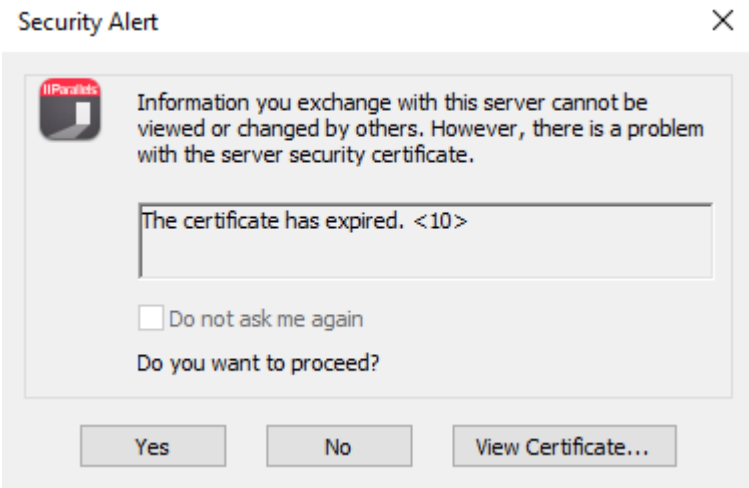 Security Alert
||Parallels
Information you exchange with this server cannot be
viewed or changed by others. However, there is a problem
with the server security certificate.
The certificate has expired. <10>
Do not ask me again
Do you want to proceed?
Yes
No
View Certificate...